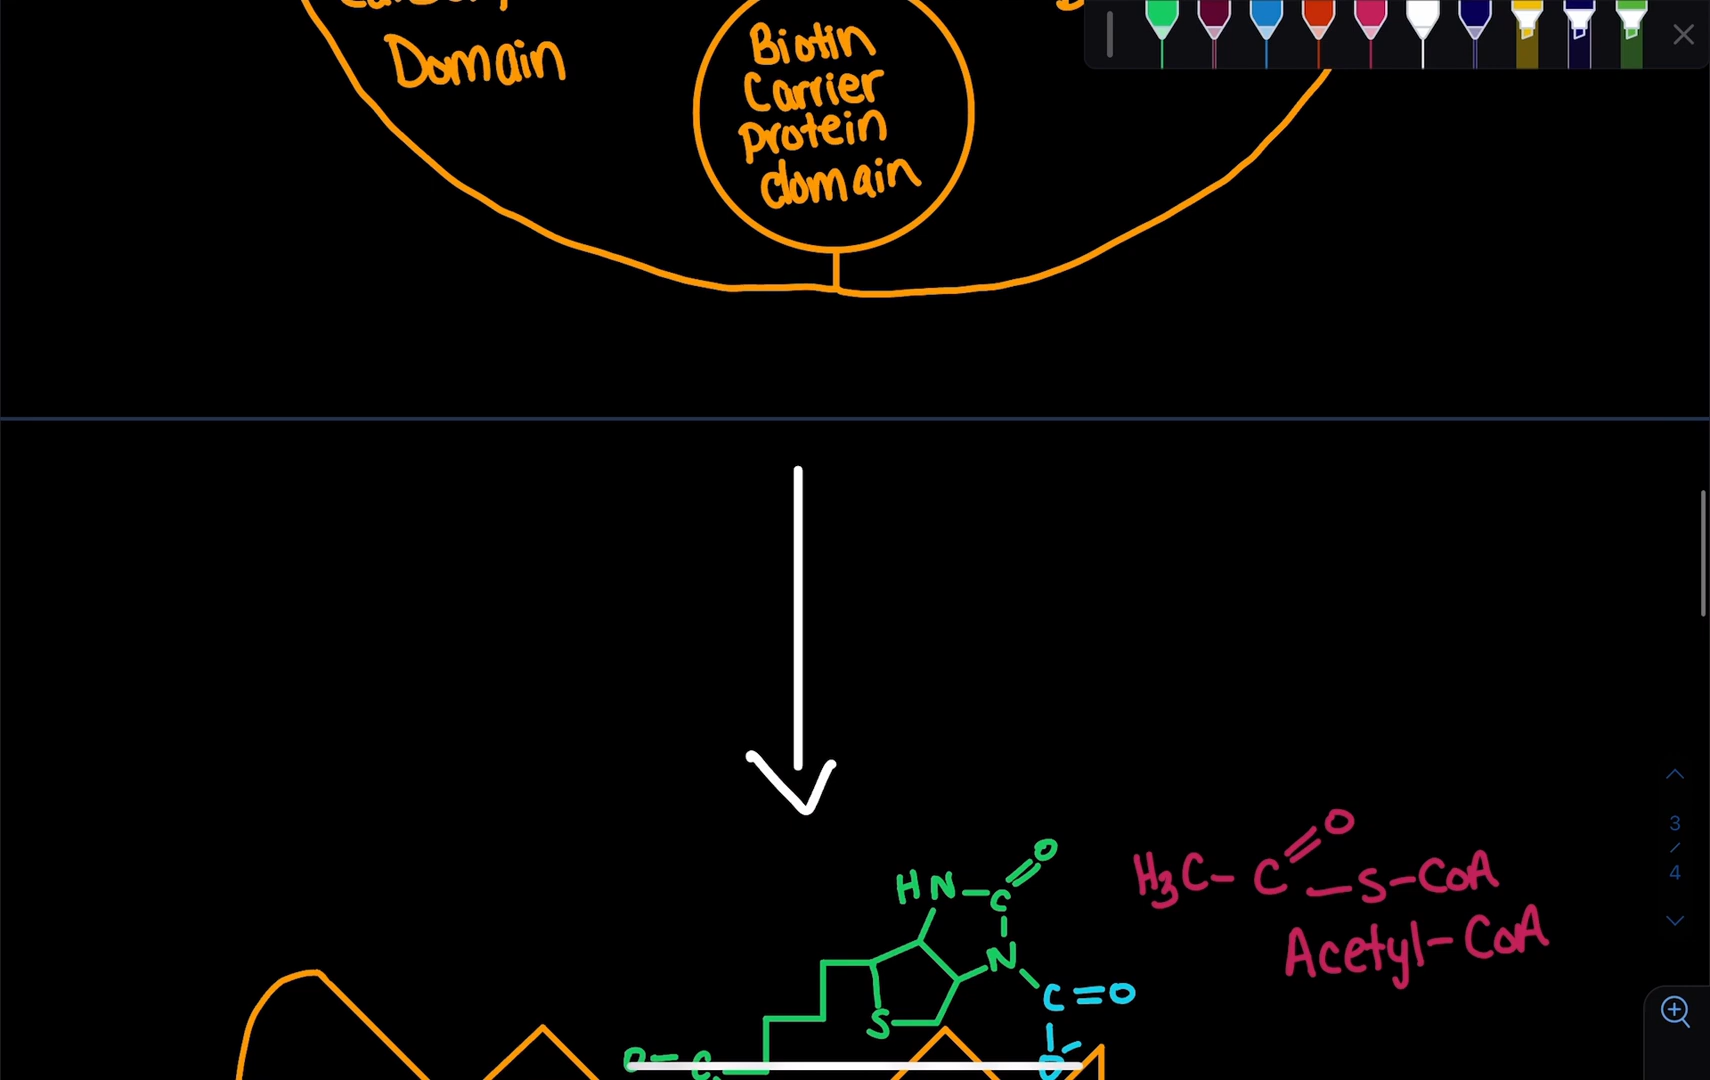 Domain
Biotin
Carrier
protein
domain
O
HN-C
N
S
C=O
O-
O=C
H3C-C-S-CoA
O
Acetyl-CoA
3
/
4